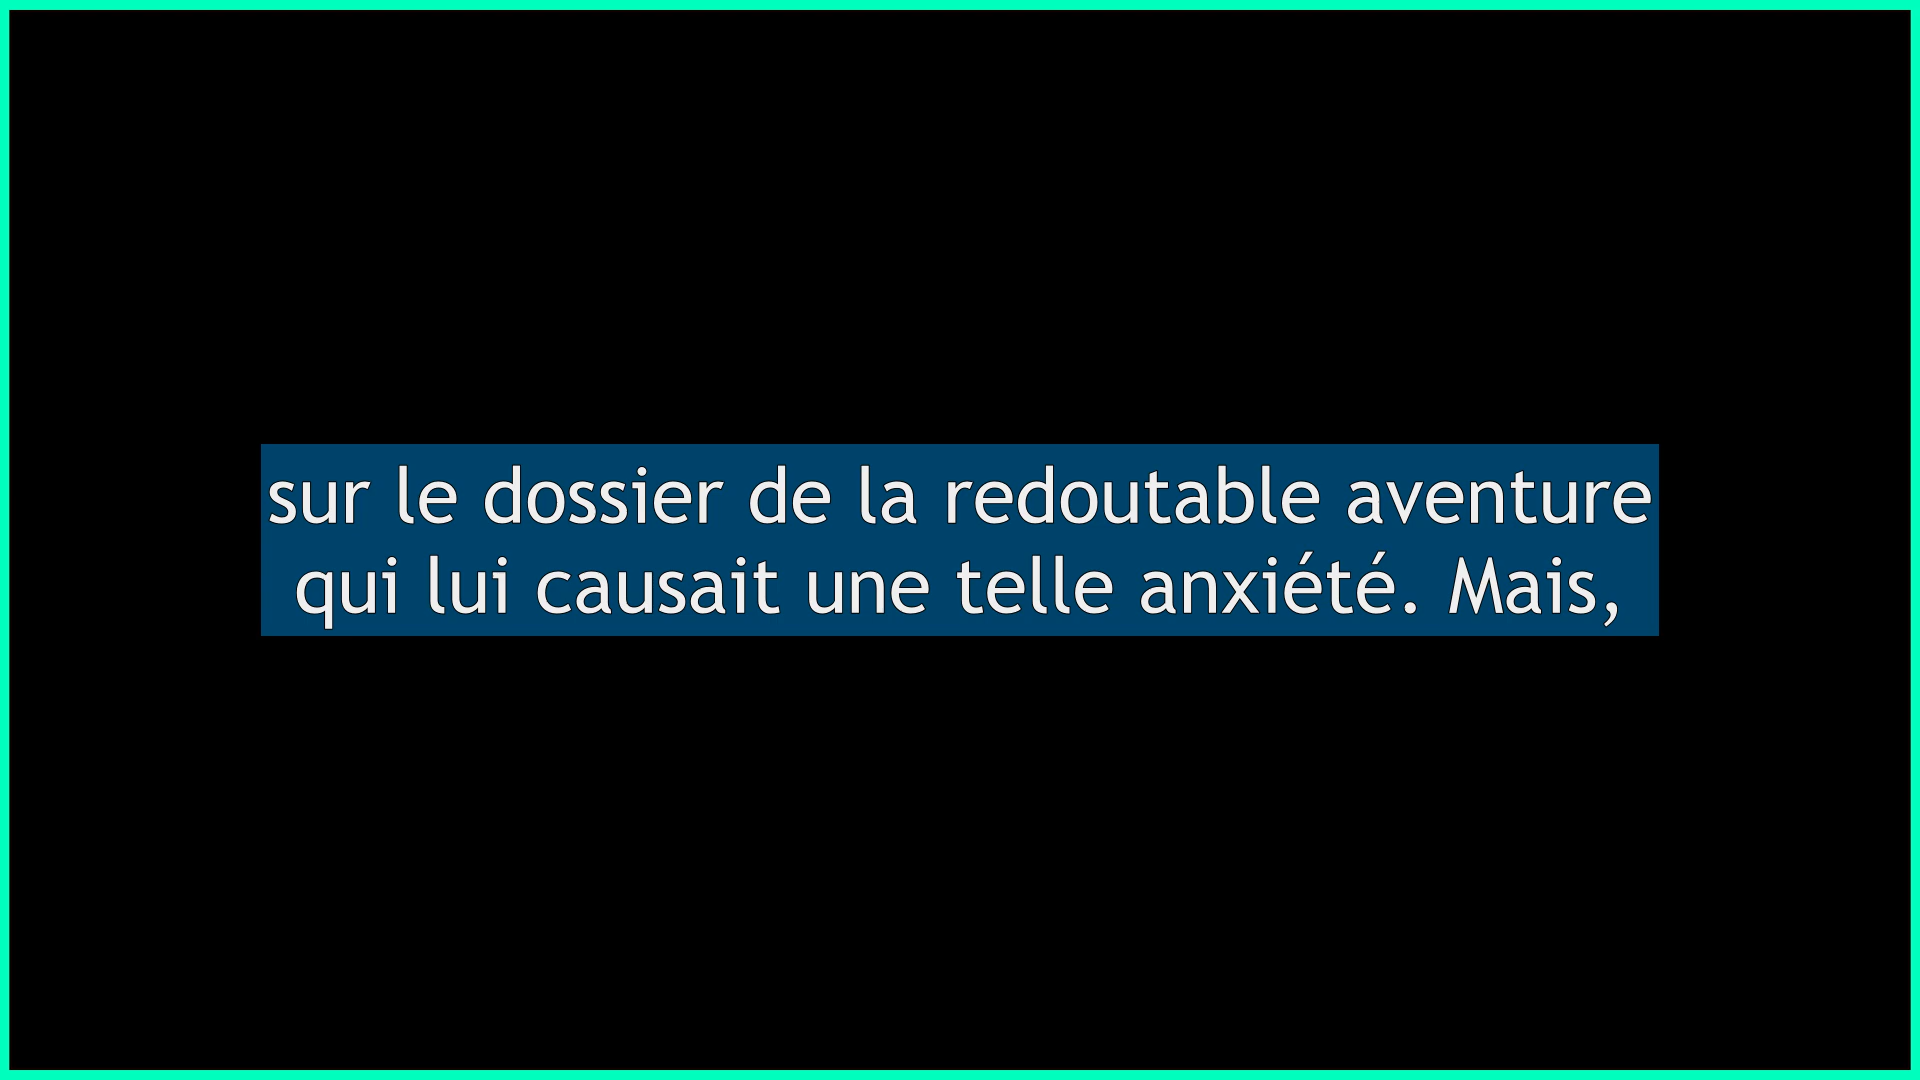 sur le dossier de la redoutable aventure
qui lui causait une telle anxiété. Mais,